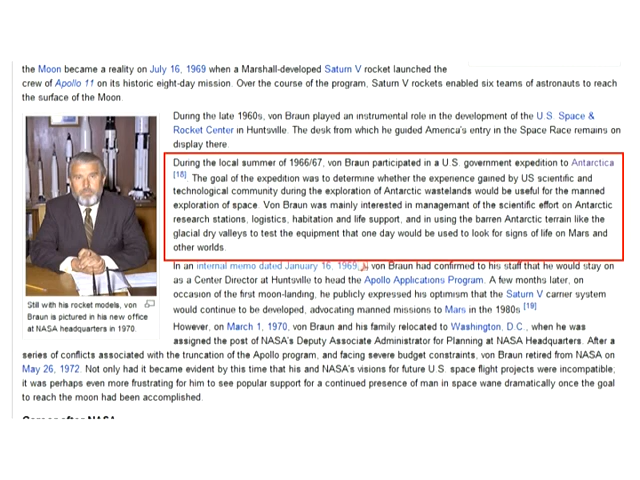 the Moon became a reality on July 16, 1969 when a Marshall-developed Saturn V rocket launched the
crew of Apollo 11 on its historic eight-day mission. Over the course of the program, Saturn V rockets enabled six teams of astronauts to reach
the surface of the Moon.
During the late 1960s, von Braun played an instrumental role in the development of the U.S. Space &
Rocket Center in Huntsville. The desk from which he guided America's entry in the Space Race remains on
display there.
During the local summer of 1966/67, von Braun participated in a U.S. government expedition to Antarctica
[18] The goal of the expedition was to determine whether the experience gained by US scientific and
technological community during the exploration of Antarctic wastelands would be useful for the manned
exploration of space. Von Braun was mainly interested in managemant of the scientific effort on Antarctic
research stations, logistics, habitation and life support, and in using the barren Antarctic terrain like the
glacial dry valleys to test the equipment that one day would be used to look for signs of life on Mars and
other worlds.
In an internal memo dated January 16, 1969, von Braun had confirmed to his staff that he would stay on
as a Center Director at Huntsville to head the Apollo Applications Program. A few months later, on
occasion of the first moon-landing, he publicly expressed his optimism that the Saturn V carrier system
would continue to be developed, advocating manned missions to Mars in the 1980s [19]
Still with his rocket models, von
Braun is pictured in his new office
at NASA headquarters in 1970.
However, on March 1, 1970, von Braun and his family relocated to Washington, D.C., when he was
assigned the post of NASA's Deputy Associate Administrator for Planning at NASA Headquarters. After a
series of conflicts associated with the truncation of the Apollo program, and facing severe budget constraints, von Braun retired from NASA on
May 26, 1972. Not only had it became evident by this time that his and NASA's visions for future U.S. space flight projects were incompatible,
it was perhaps even more frustrating for him to see popular support for a continued presence of man in space wane dramatically once the goal
to reach the moon had been accomplished.
Career after NASA